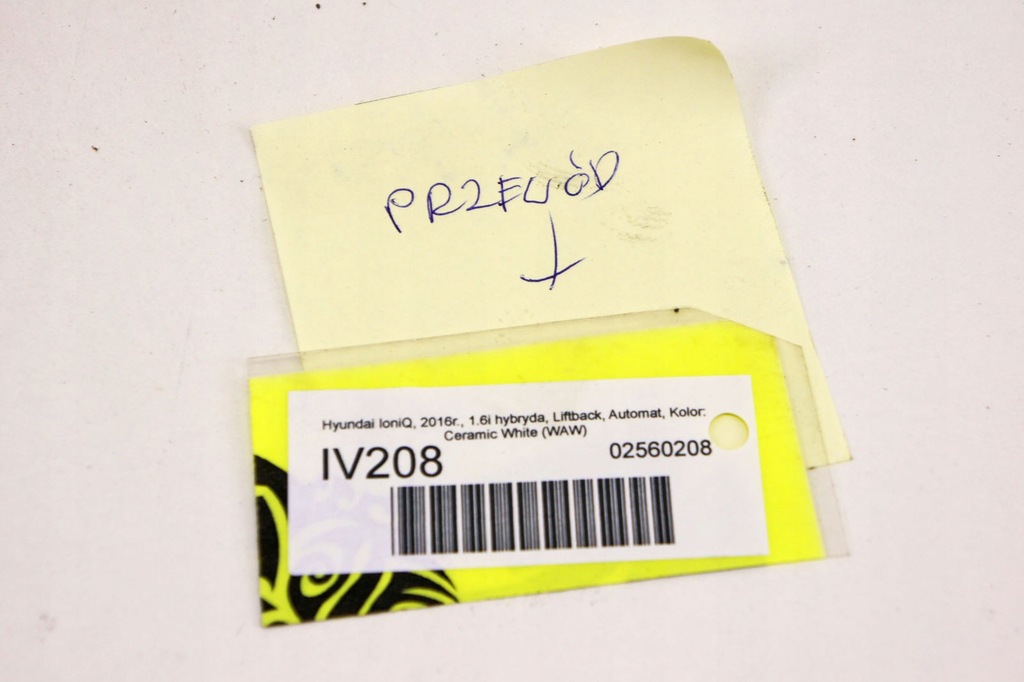 PRZEWÓD
Hyundai IoniQ, 2016r., 1.6i hybryda, Liftback, Automat, Kolor:
Ceramic White (WAW)
IV208
02560208